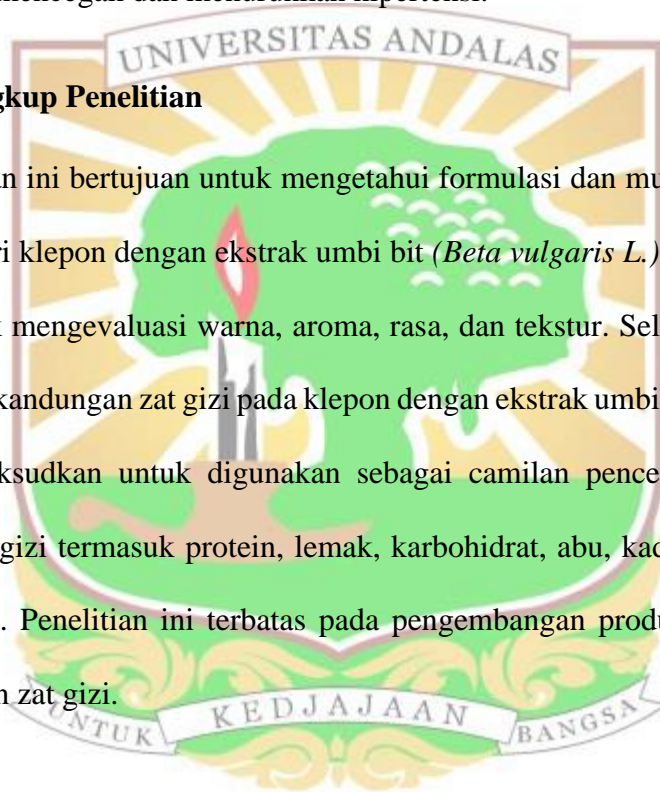 dan
UNIVERSITAS ANDALAS
gkup Penelitian
n ini bertujuan untuk mengetahui formulasi dan mu
ri klepon dengan ekstrak umbi bit (Beta vulgaris L.)
mengevaluasi warna, aroma, rasa, dan tekstur. Sel
kandungan zat gizi pada klepon dengan ekstrak umbi
ksudkan untuk digunakan sebagai camilan pence
gizi termasuk protein, lemak, karbohidrat, abu, kad
. Penelitian ini terbatas pada pengembangan produ
n zat gizi.
UNTUK KEDJAJAAN BANGSA